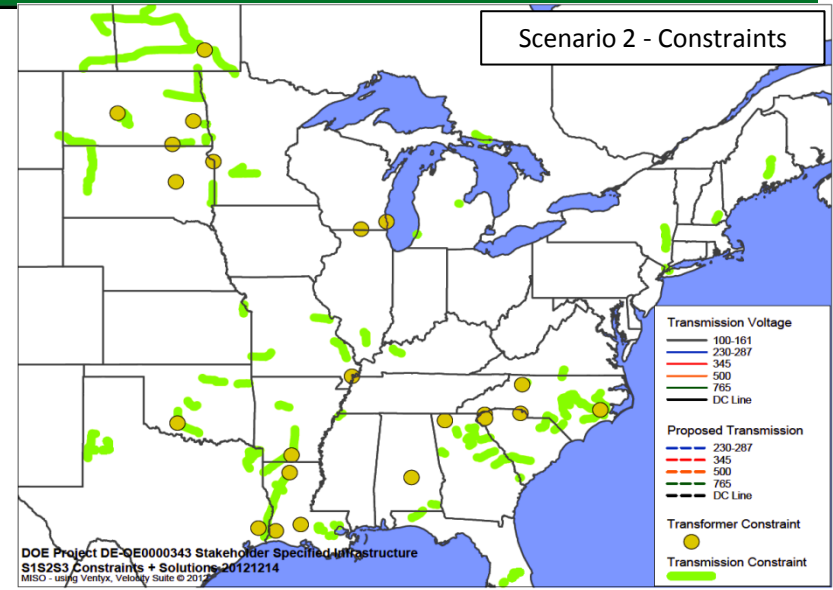 Scenario 2 - Constraints
Transmission Voltage
100-161
230-287
345
500
765
DC Line
Proposed Transmission
230-287
345
500
765
DC Line
Transformer Constraint
Transmission Constraint
DOE Project DE-OE0000343 Stakeholder Specified Infrastructure
S1S2S3 Constraints + Solutions 20121214
MISO - using Ventyx, Velocity Suite © 2012